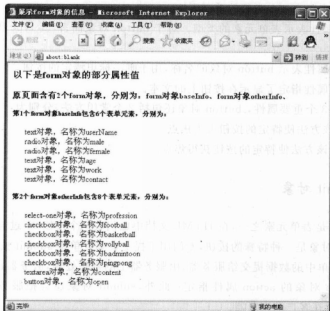 展示form对象的信息 - Microsoft Internet Explorer
文件(F) 编辑(E) 查看(V) 收藏(A) 工具(T) 帮助(H)
后退 搜索 收藏夹
地址(D) about:blank 转到 链接
以下是form对象的部分属性值
原页面含有2个form对象，分别为：form对象baseInfo、form对象otherInfo.
第1个form对象baseInfo包含6个表单元素，分别为：
text对象，名称为userName
radio对象，名称为male
radio对象，名称为female
text对象，名称为age
text对象，名称为work
text对象，名称为contact
第2个form对象otherInfo包含8个表单元素，分别为：
select-one对象，名称为profession
checkbox对象，名称为football
checkbox对象，名称为basketball
checkbox对象，名称为vollyball
checkbox对象，名称为badmintoon
checkbox对象，名称为pingpong
textarea对象，名称为content
button对象，名称为open
完毕 我的电脑